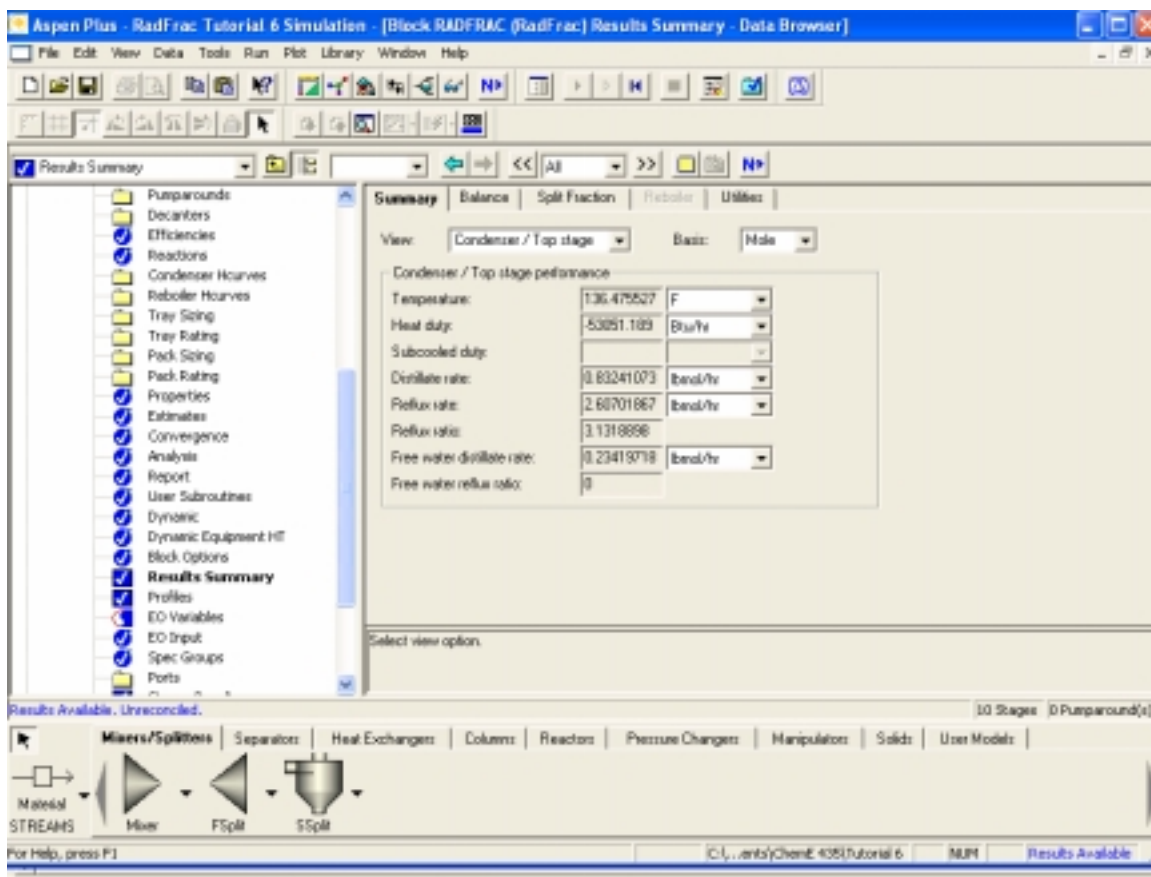 Aspen Plus - RadFrac Tutorial 6 Simulation - [Block RADFRAC (RadFrac) Results Summary - Data Browser]
File Edit View Data Tools Run Plot Library Window Help
N>
Results Summary
<< All >> N>
Pumparounds
Decanters
Efficiencies
Reactions
Condenser Hcurves
Reboiler Hcurves
Tray Sizing
Tray Rating
Pack Sizing
Pack Rating
Properties
Estimates
Convergence
Analysis
Report
User Subroutines
Dynamic
Dynamic Equipment HT
Block Options
Results Summary
Profiles
EO Variables
EO Input
Spec Groups
Ports
Summary Balance Split Fraction Reboiler Utilities
View: Condenser / Top stage Basis: Mole
Condenser / Top stage performance
Temperature: 136.475527 F
Heat duty: -53051.189 Btu/hr
Subcooled duty:
Distillate rate: 0.83241073 lbmol/hr
Reflux rate: 2.60701867 lbmol/hr
Reflux ratio: 3.1318898
Free water distillate rate: 0.23419718 lbmol/hr
Free water reflux ratio: 0
Select view option.
Results Available. Unreconciled. 10 Stages 0 Pumparound(s)
Mixers/Splitters Separators Heat Exchangers Columns Reactors Pressure Changers Manipulators Solids User Models
Material
STREAMS Mixer FSplit SSplit
For Help, press F1 C:\...ents\ChemE 435\Tutorial 6 NUM Results Available